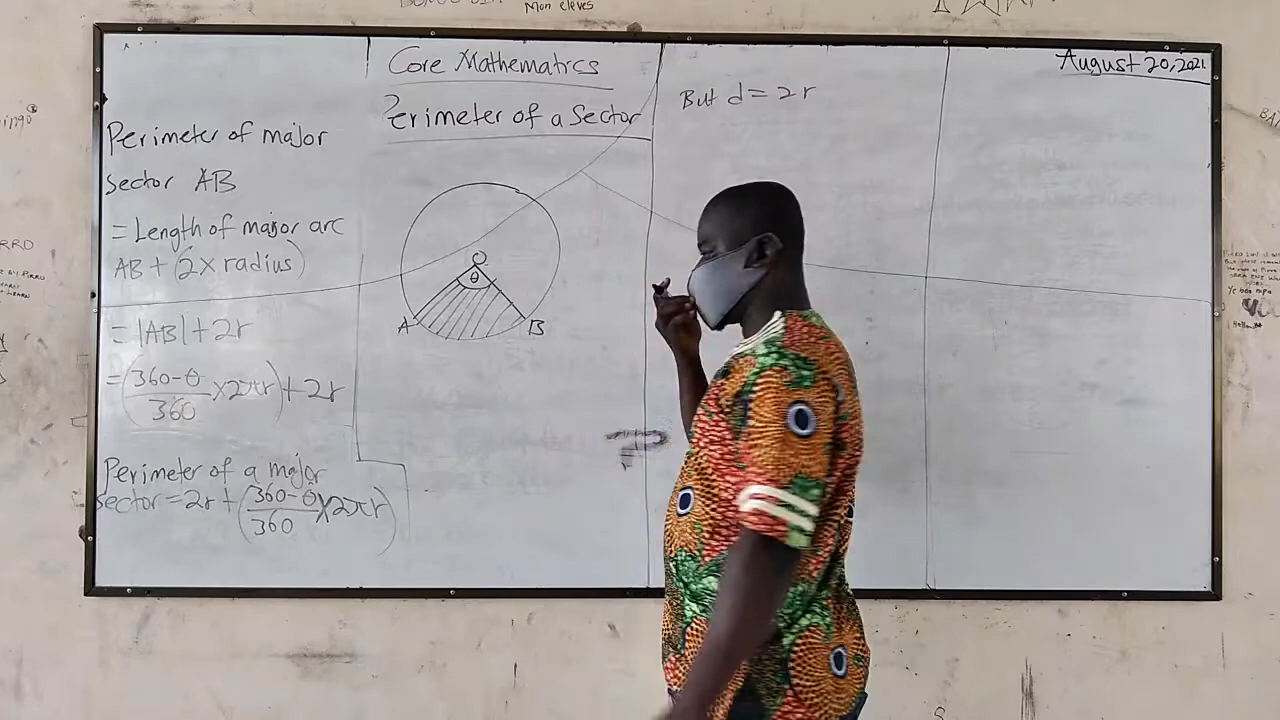 Mon eleves
Core Mathematics
Perimeter of a Sector
August 20, 2021
Perimeter of major
Sector AB
= Length of major arc
AB + (2 × radius)
= |AB| + 2r
= (360-θ/360 × 2πr) + 2r
Perimeter of a major
Sector = 2r + (360-θ/360 × 2πr)
O
θ
A
B
But d = 2r